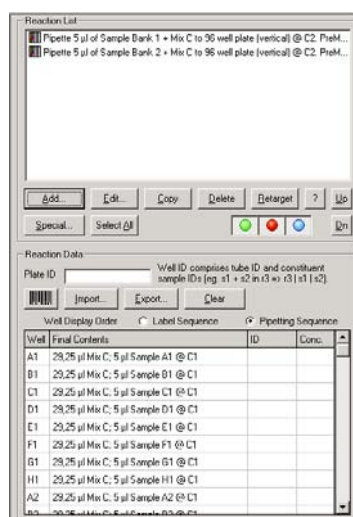 Reaction List
Pipette 5 µl of Sample Bank 1 + Mix C to 96 well plate (vertical) @ C2. PreM...
Pipette 5 µl of Sample Bank 2 + Mix C to 96 well plate (vertical) @ C2. PreM...
Add... Edit... Copy Delete Retarget ? Up
Special... Select All Dn
Reaction Data
Plate ID Well ID comprises tube ID and constituent
sample IDs (eg. s1 + s2 in r3 => r3 | s1 | s2).
Import... Export... Clear
Well Display Order Label Sequence Pipetting Sequence
Well Final Contents ID Conc.
A1 29,25 µl Mix C; 5 µl Sample A1 @ C1
B1 29,25 µl Mix C; 5 µl Sample B1 @ C1
C1 29,25 µl Mix C; 5 µl Sample C1 @ C1
D1 29,25 µl Mix C; 5 µl Sample D1 @ C1
E1 29,25 µl Mix C; 5 µl Sample E1 @ C1
F1 29,25 µl Mix C; 5 µl Sample F1 @ C1
G1 29,25 µl Mix C; 5 µl Sample G1 @ C1
H1 29,25 µl Mix C; 5 µl Sample H1 @ C1
A2 29,25 µl Mix C; 5 µl Sample A2 @ C1